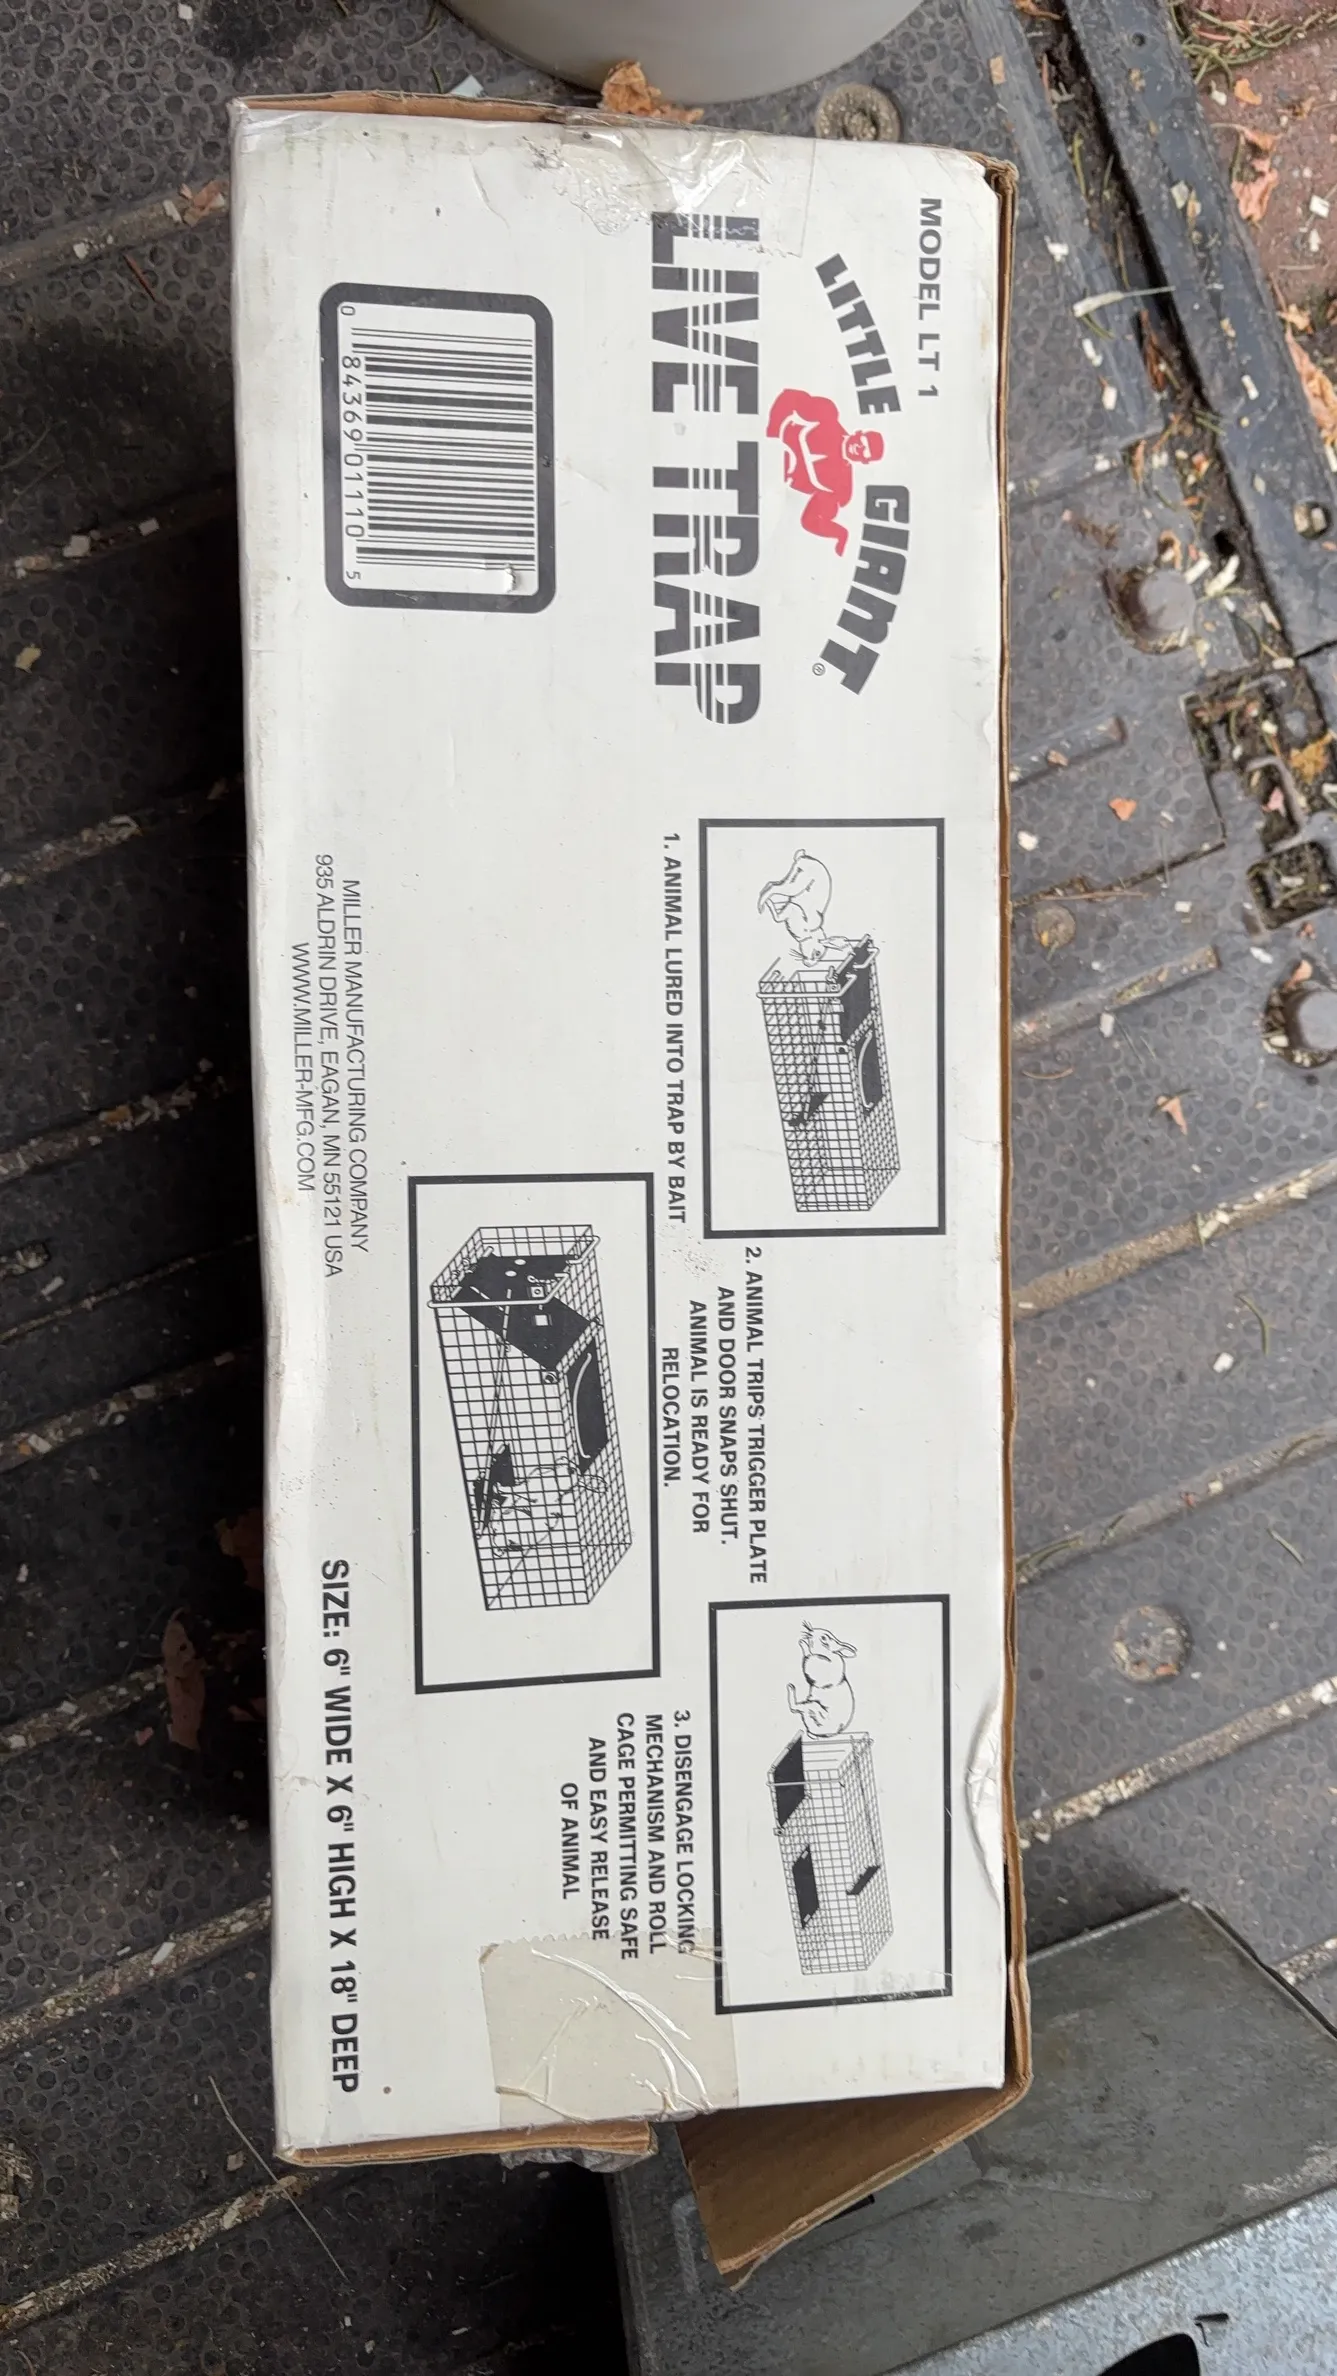 MODEL LT 1
LITTLE GIANT®
LIVE TRAP
0 84369 01110 5
1. ANIMAL LURED INTO TRAP BY BAIT
2. ANIMAL TRIPS TRIGGER PLATE
AND DOOR SNAPS SHUT.
ANIMAL IS READY FOR
RELOCATION.
3. DISENGAGE LOCKING
MECHANISM AND ROLL
CAGE PERMITTING SAFE
AND EASY RELEASE
OF ANIMAL
MILLER MANUFACTURING COMPANY
935 ALDRIN DRIVE, EAGAN, MN 55121 USA
WWW.MILLER-MFG.COM
SIZE: 6" WIDE X 6" HIGH X 18" DEEP